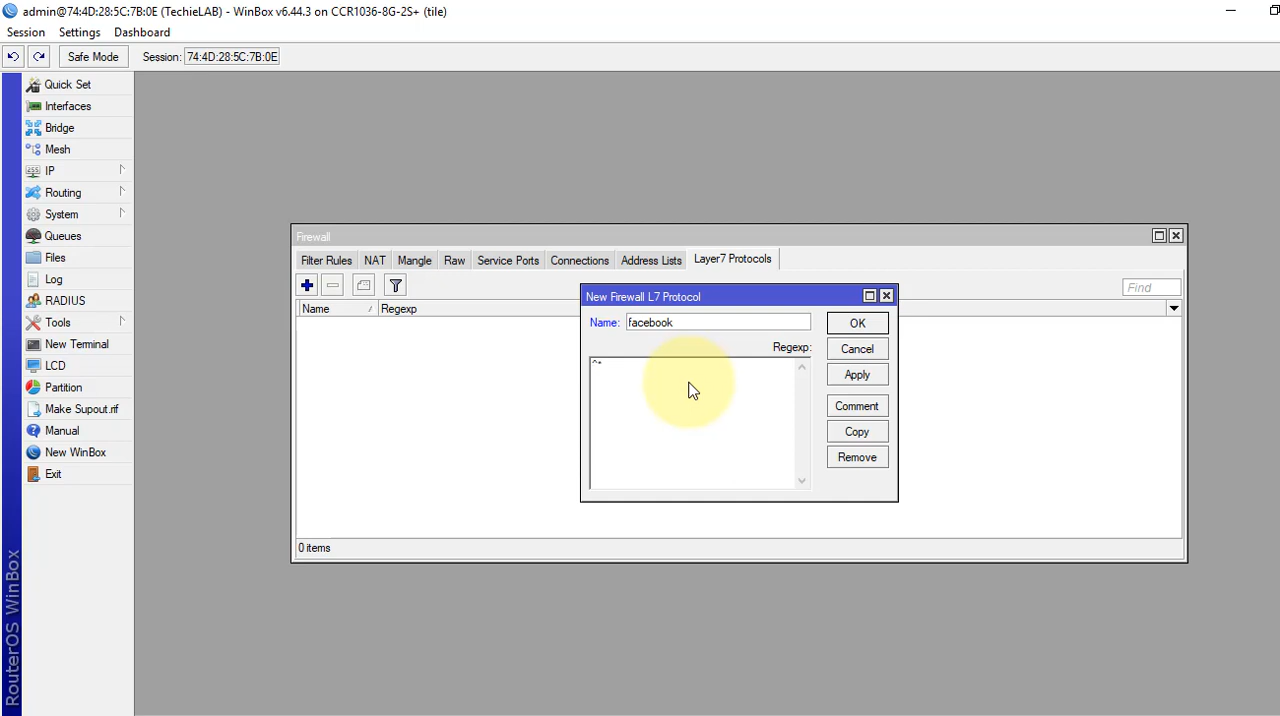 admin@74:4D:28:5C:7B:0E (TechieLAB) - WinBox v6.44.3 on CCR1036-8G-2S+ (tile)
Session Settings Dashboard
Safe Mode Session: 74:4D:28:5C:7B:0E
Quick Set
Interfaces
Bridge
Mesh
IP
Routing
System
Queues
Files
Log
RADIUS
Tools
New Terminal
LCD
Partition
Make Supout.rif
Manual
New WinBox
Exit
RouterOS WinBox
Firewall
Filter Rules NAT Mangle Raw Service Ports Connections Address Lists Layer7 Protocols
Find
Name Regexp
0 items
New Firewall L7 Protocol
Name: facebook
Regexp:
OK
Cancel
Apply
Comment
Copy
Remove